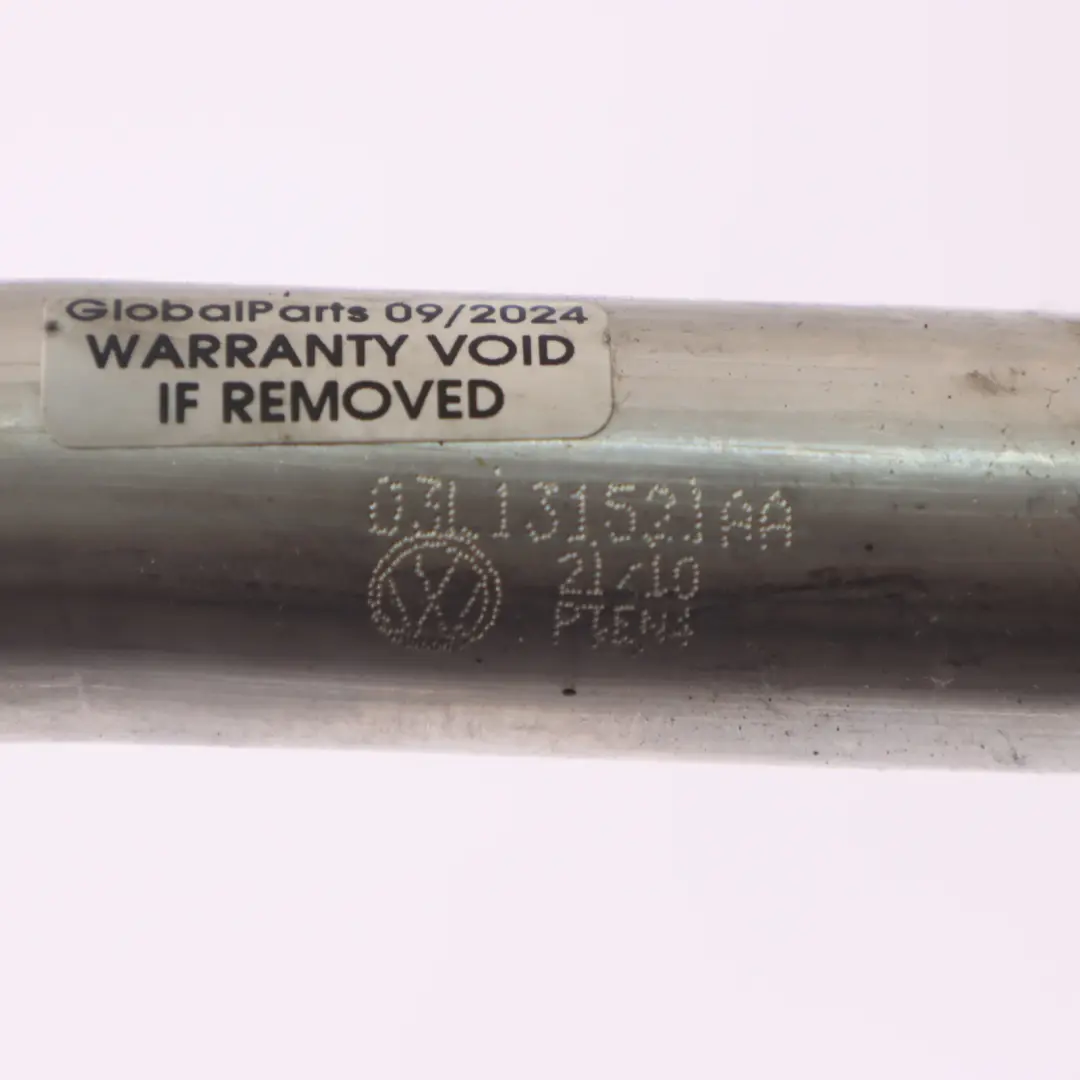 GlobalParts 09/2024
WARRANTY VOID
IF REMOVED
03L131521AA
21/10